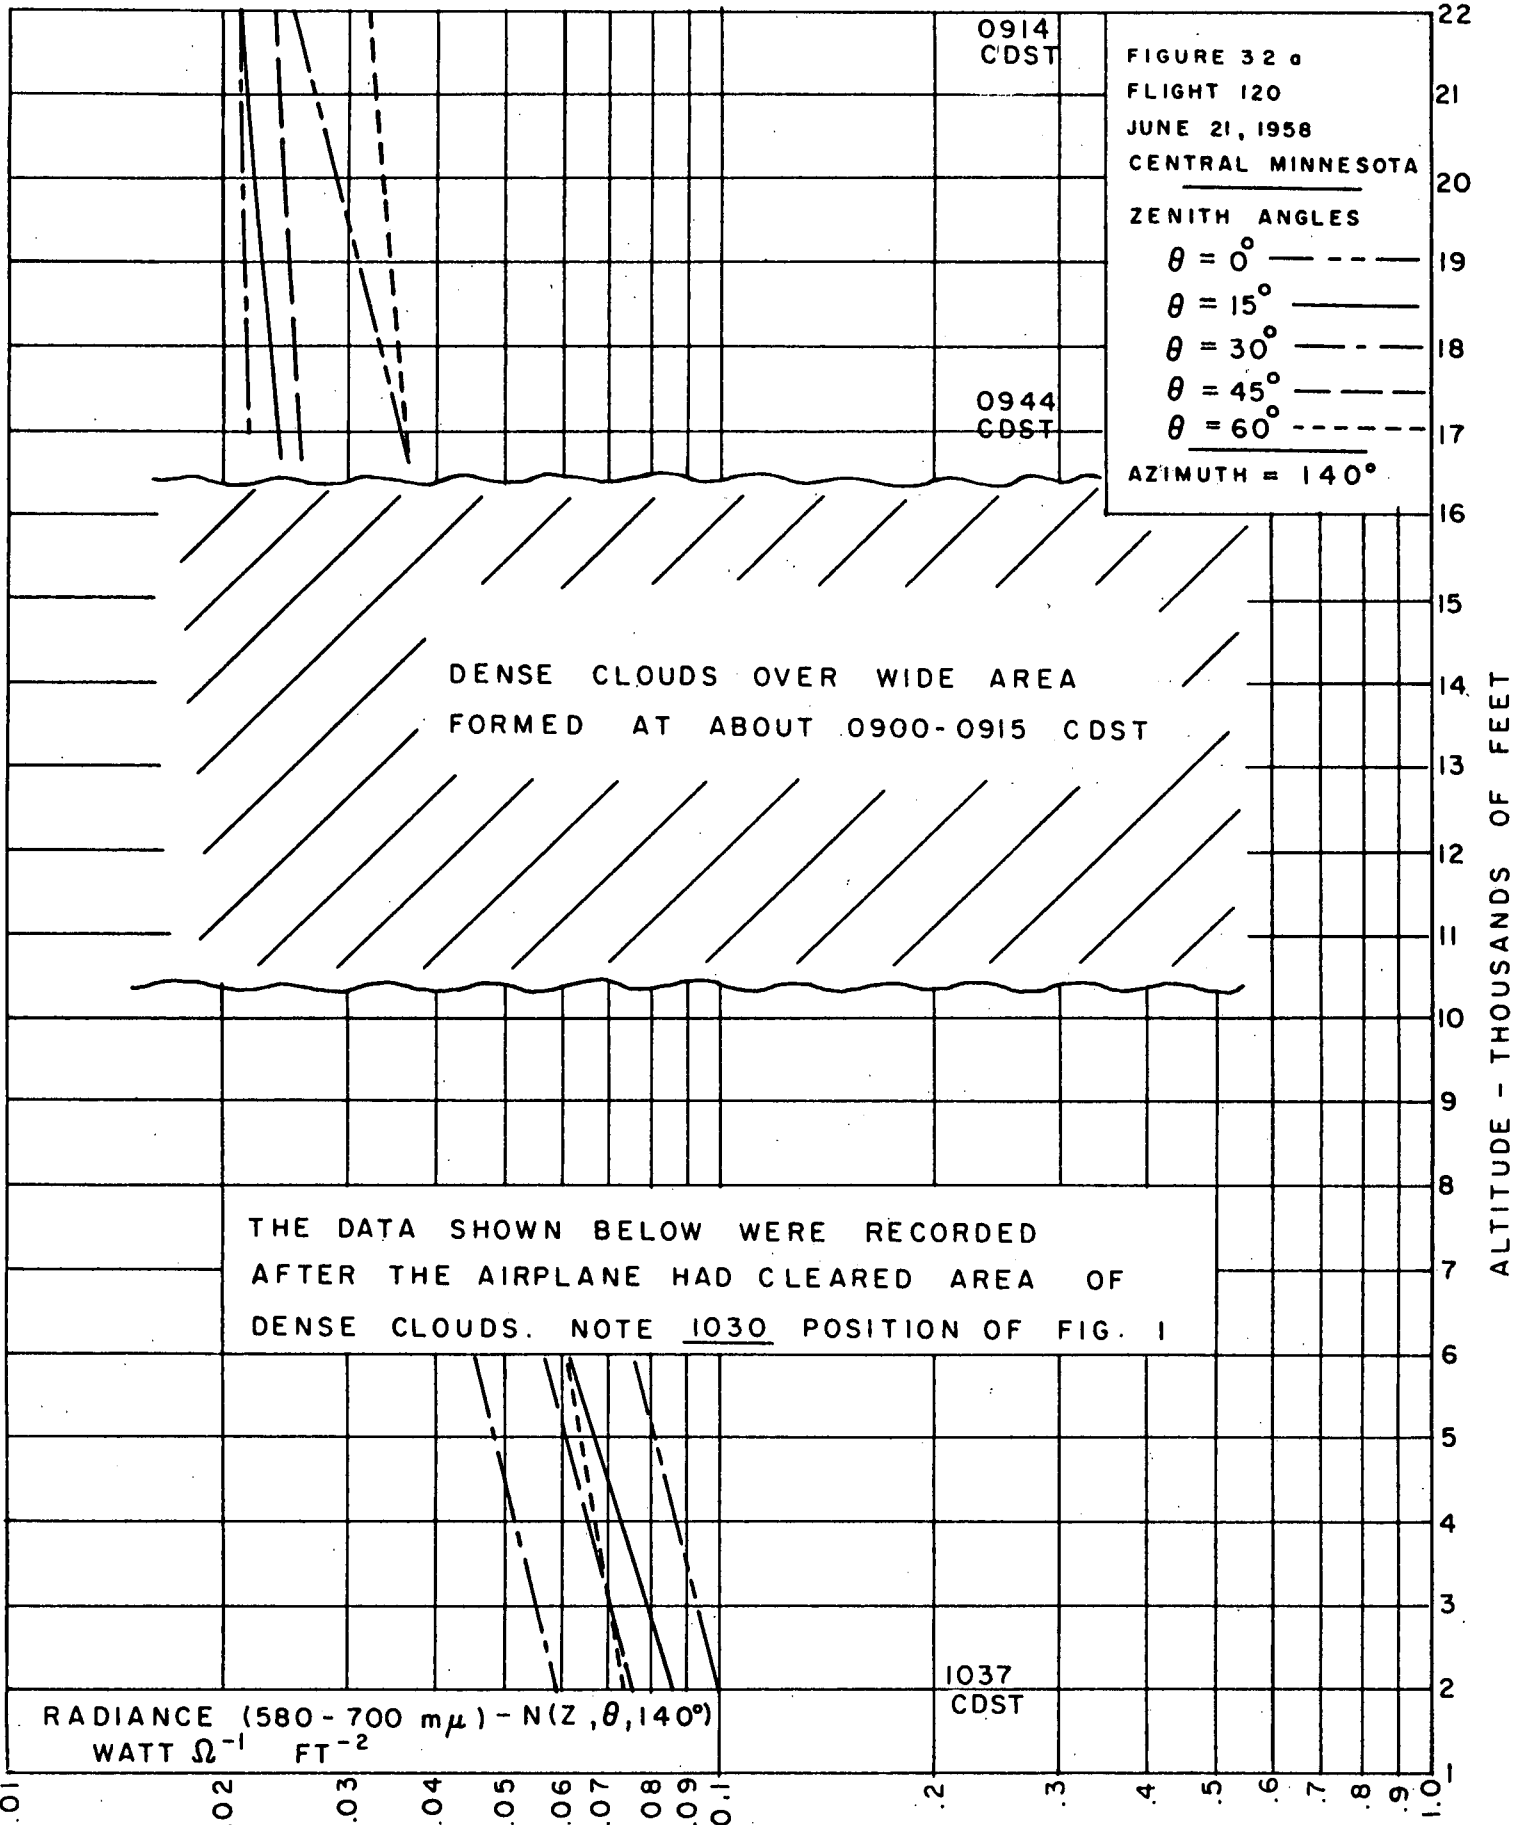 0914
CDST
FIGURE 32 a
FLIGHT 120
JUNE 21, 1958
CENTRAL MINNESOTA
ZENITH ANGLES
θ = 0°
θ = 15°
θ = 30°
θ = 45°
θ = 60°
AZIMUTH = 140°
0944
CDST
DENSE CLOUDS OVER WIDE AREA
FORMED AT ABOUT 0900-0915 CDST
THE DATA SHOWN BELOW WERE RECORDED
AFTER THE AIRPLANE HAD CLEARED AREA OF
DENSE CLOUDS. NOTE 1030 POSITION OF FIG. 1
1037
CDST
RADIANCE (580-700 mμ) - N(Z, θ, 140°)
WATT Ω⁻¹ FT⁻²
22
21
20
19
18
17
16
15
14
13
12
11
10
9
8
7
6
5
4
3
2
1
ALTITUDE - THOUSANDS OF FEET
.01
.02
.03
.04
.05
.06
.07
.08
.09
0.1
.2
.3
.4
.5
.6
.7
.8
.9
1.0